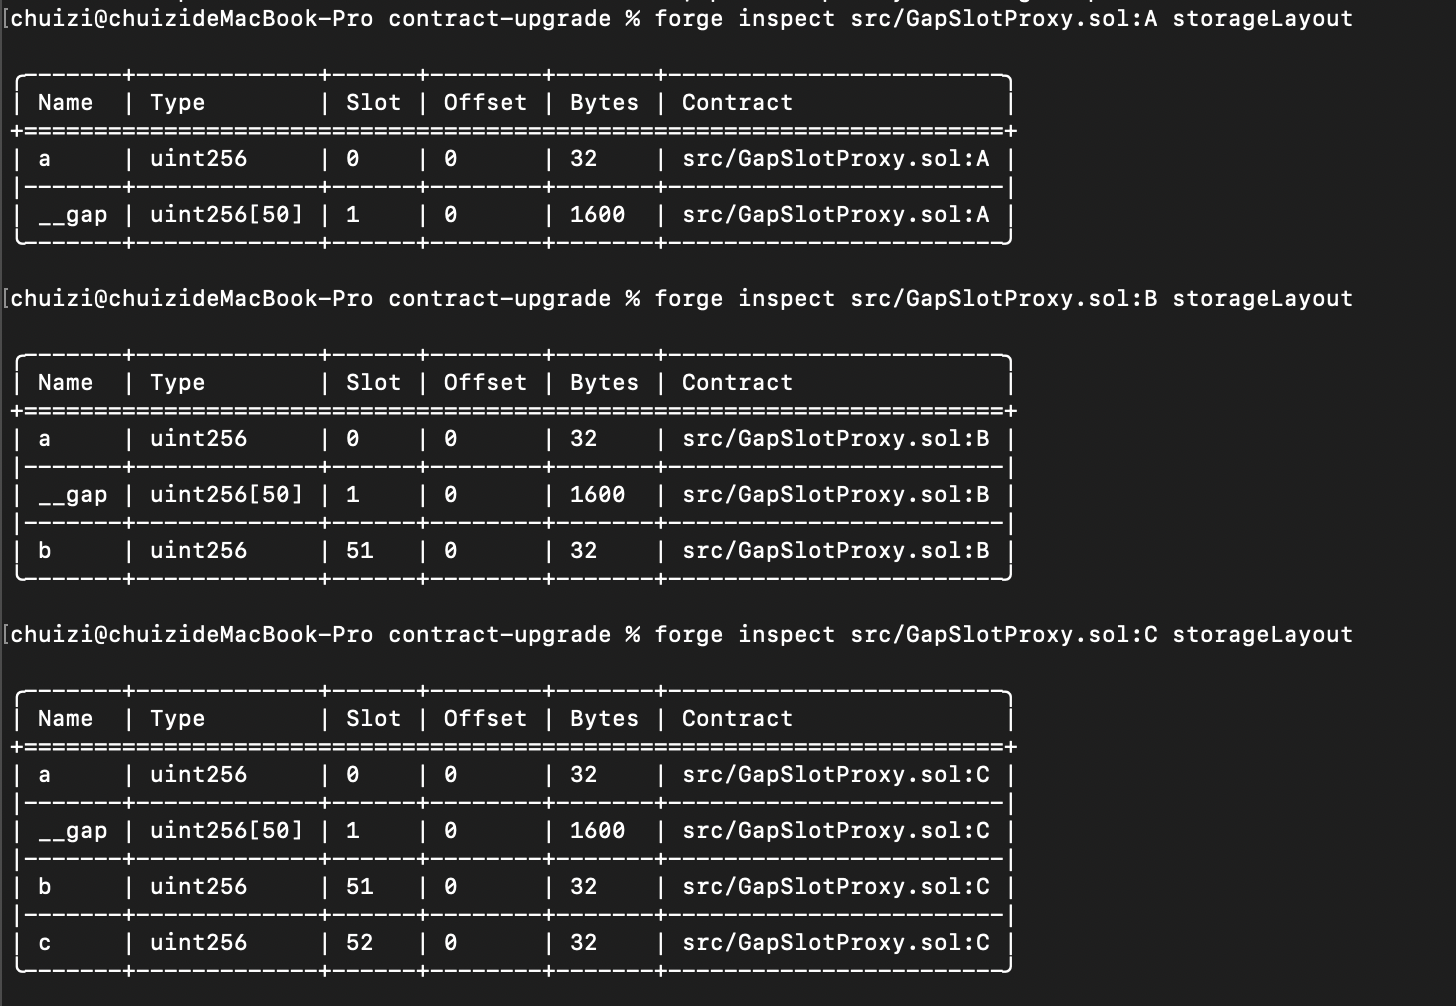 [chuizi@chuizideMacBook-Pro contract-upgrade % forge inspect src/GapSlotProxy.sol:A storageLayout
╭-------+-------------+------+--------+-------+------------------------╮
| Name  | Type        | Slot | Offset | Bytes | Contract               |
+======================================================================+
| a     | uint256     | 0    | 0      | 32    | src/GapSlotProxy.sol:A |
|-------+-------------+------+--------+-------+------------------------|
| __gap | uint256[50] | 1    | 0      | 1600  | src/GapSlotProxy.sol:A |
╰-------+-------------+------+--------+-------+------------------------╯
[chuizi@chuizideMacBook-Pro contract-upgrade % forge inspect src/GapSlotProxy.sol:B storageLayout
╭-------+-------------+------+--------+-------+------------------------╮
| Name  | Type        | Slot | Offset | Bytes | Contract               |
+======================================================================+
| a     | uint256     | 0    | 0      | 32    | src/GapSlotProxy.sol:B |
|-------+-------------+------+--------+-------+------------------------|
| __gap | uint256[50] | 1    | 0      | 1600  | src/GapSlotProxy.sol:B |
|-------+-------------+------+--------+-------+------------------------|
| b     | uint256     | 51   | 0      | 32    | src/GapSlotProxy.sol:B |
╰-------+-------------+------+--------+-------+------------------------╯
[chuizi@chuizideMacBook-Pro contract-upgrade % forge inspect src/GapSlotProxy.sol:C storageLayout
╭-------+-------------+------+--------+-------+------------------------╮
| Name  | Type        | Slot | Offset | Bytes | Contract               |
+======================================================================+
| a     | uint256     | 0    | 0      | 32    | src/GapSlotProxy.sol:C |
|-------+-------------+------+--------+-------+------------------------|
| __gap | uint256[50] | 1    | 0      | 1600  | src/GapSlotProxy.sol:C |
|-------+-------------+------+--------+-------+------------------------|
| b     | uint256     | 51   | 0      | 32    | src/GapSlotProxy.sol:C |
|-------+-------------+------+--------+-------+------------------------|
| c     | uint256     | 52   | 0      | 32    | src/GapSlotProxy.sol:C |
╰-------+-------------+------+--------+-------+------------------------╯